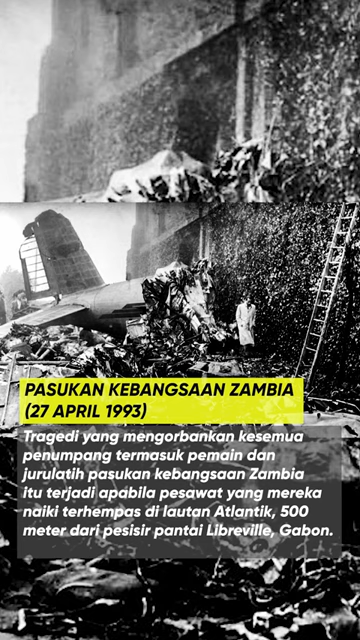 PASUKAN KEBANGSAAN ZAMBIA
(27 APRIL 1993)
Tragedi yang mengorbankan kesemua
penumpang termasuk pemain dan
jurulatih pasukan kebangsaan Zambia
itu terjadi apabila pesawat yang mereka
naiki terhempas di lautan Atlantik, 500
meter dari pesisir pantai Libreville, Gabon.